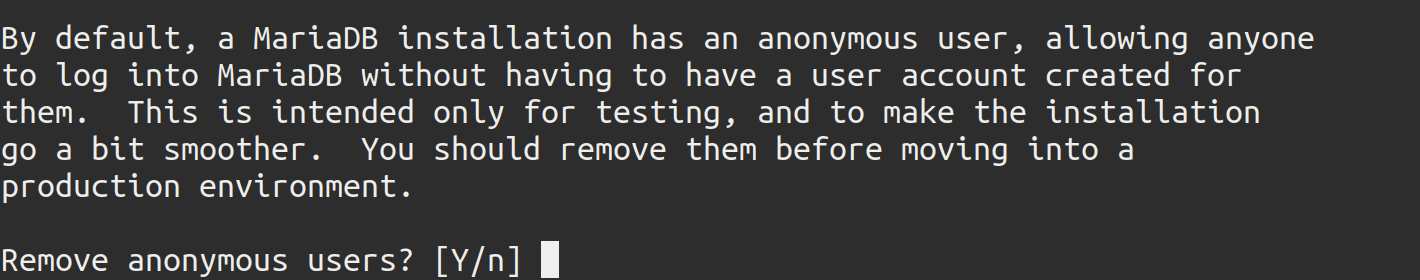 By default, a MariaDB installation has an anonymous user, allowing anyone
to log into MariaDB without having to have a user account created for
them.  This is intended only for testing, and to make the installation
go a bit smoother.  You should remove them before moving into a
production environment.
Remove anonymous users? [Y/n]